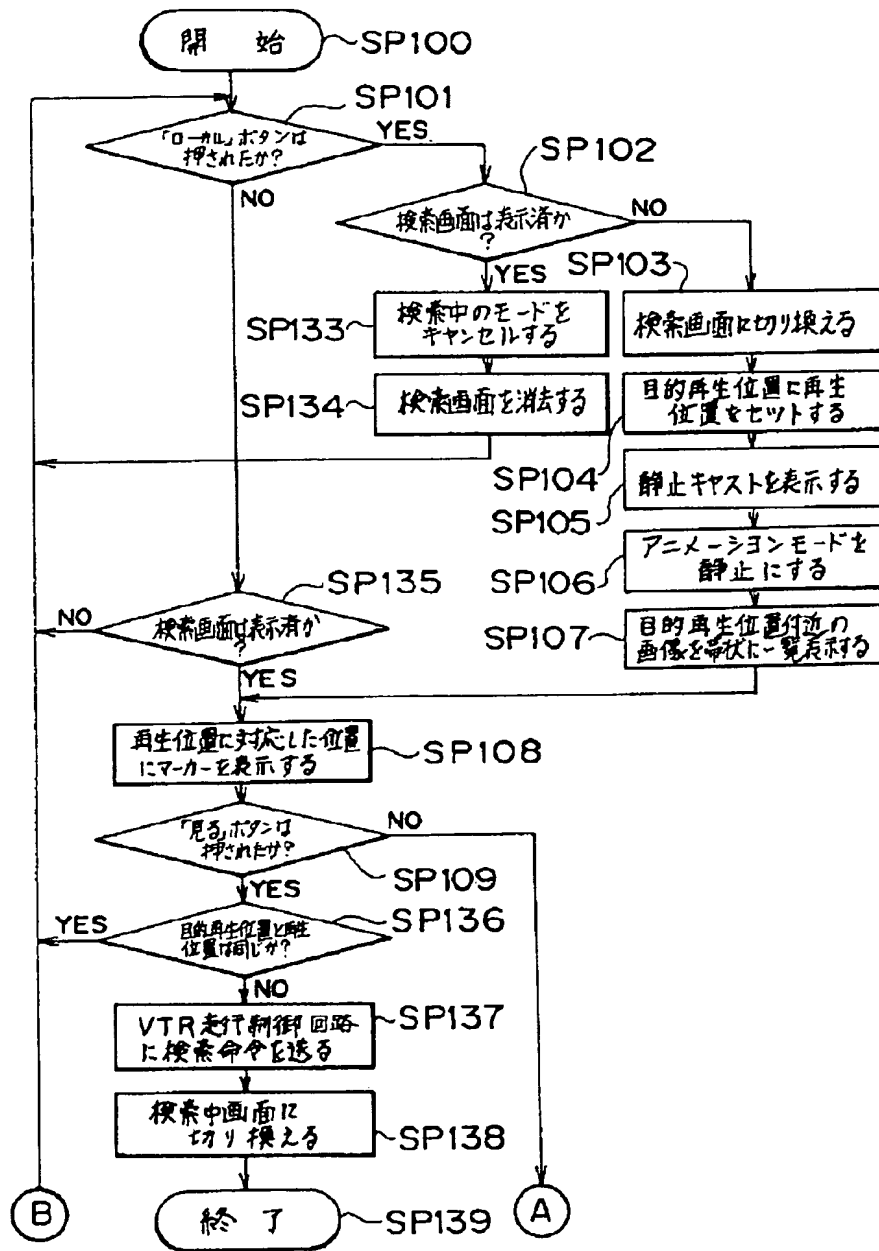 開始
SP100
SP101
「ローカル」ボタンは
押されたか?
YES
NO
SP102
検索画面は表示済か
?
NO
YES
SP103
SP133
検索中のモードを
キャンセルする
検索画面に切り換える
SP134
検索画面を消去する
目的再生位置に再生
位置をセットする
SP104
静止キャストを表示する
SP105
アニメーションモードを
静止にする
SP106
SP135
検索画面は表示済か
?
NO
YES
SP107
目的再生位置付近の
画像を帯状に一覧表示する
再生位置に対応した位置
にマーカーを表示する
SP108
「見る」ボタンは
押されたか?
NO
SP109
YES
目的再生位置と再生
位置は同じか?
SP136
YES
NO
VTR走行制御回路
に検索命令を送る
SP137
検索中画面に
切り換える
SP138
B
終了
SP139
A